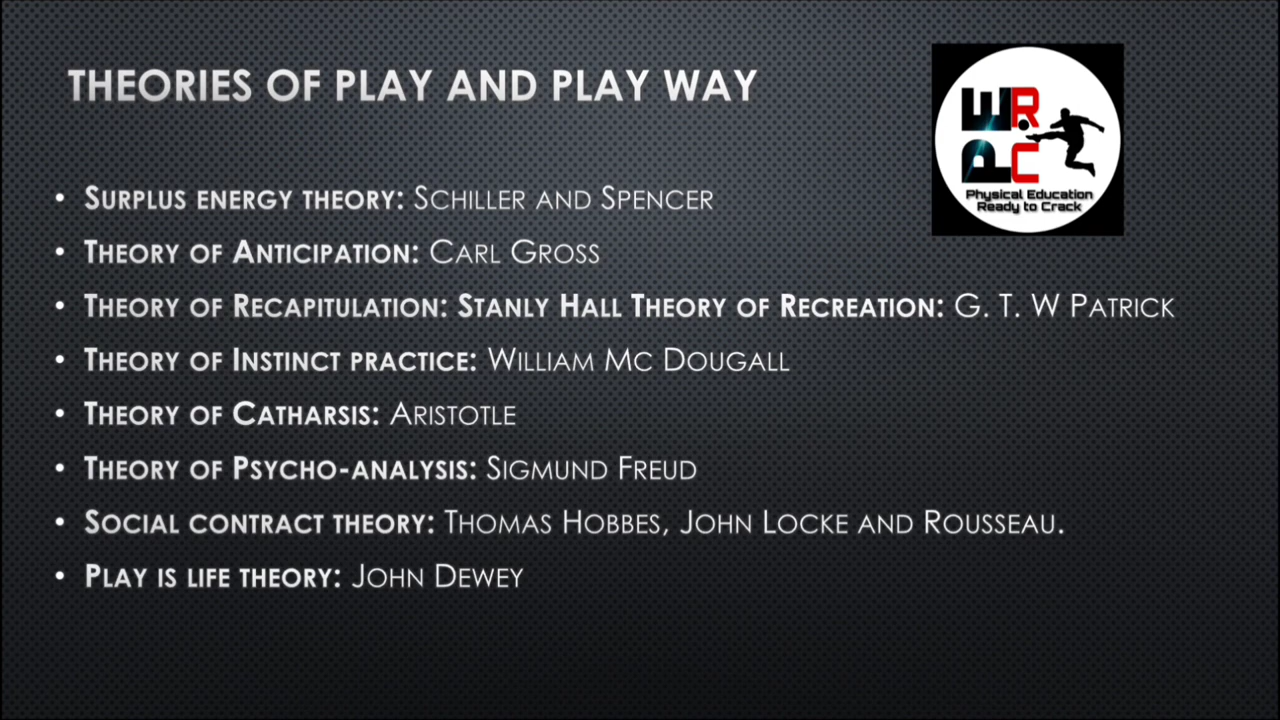 THEORIES OF PLAY AND PLAY WAY
PE
R.C
Physical Education
Ready to Crack
• SURPLUS ENERGY THEORY: SCHILLER AND SPENCER
• THEORY OF ANTICIPATION: CARL GROSS
• THEORY OF RECAPITULATION: STANLY HALL THEORY OF RECREATION: G. T. W PATRICK
• THEORY OF INSTINCT PRACTICE: WILLIAM MC DOUGALL
• THEORY OF CATHARSIS: ARISTOTLE
• THEORY OF PSYCHO-ANALYSIS: SIGMUND FREUD
• SOCIAL CONTRACT THEORY: THOMAS HOBBES, JOHN LOCKE AND ROUSSEAU.
• PLAY IS LIFE THEORY: JOHN DEWEY